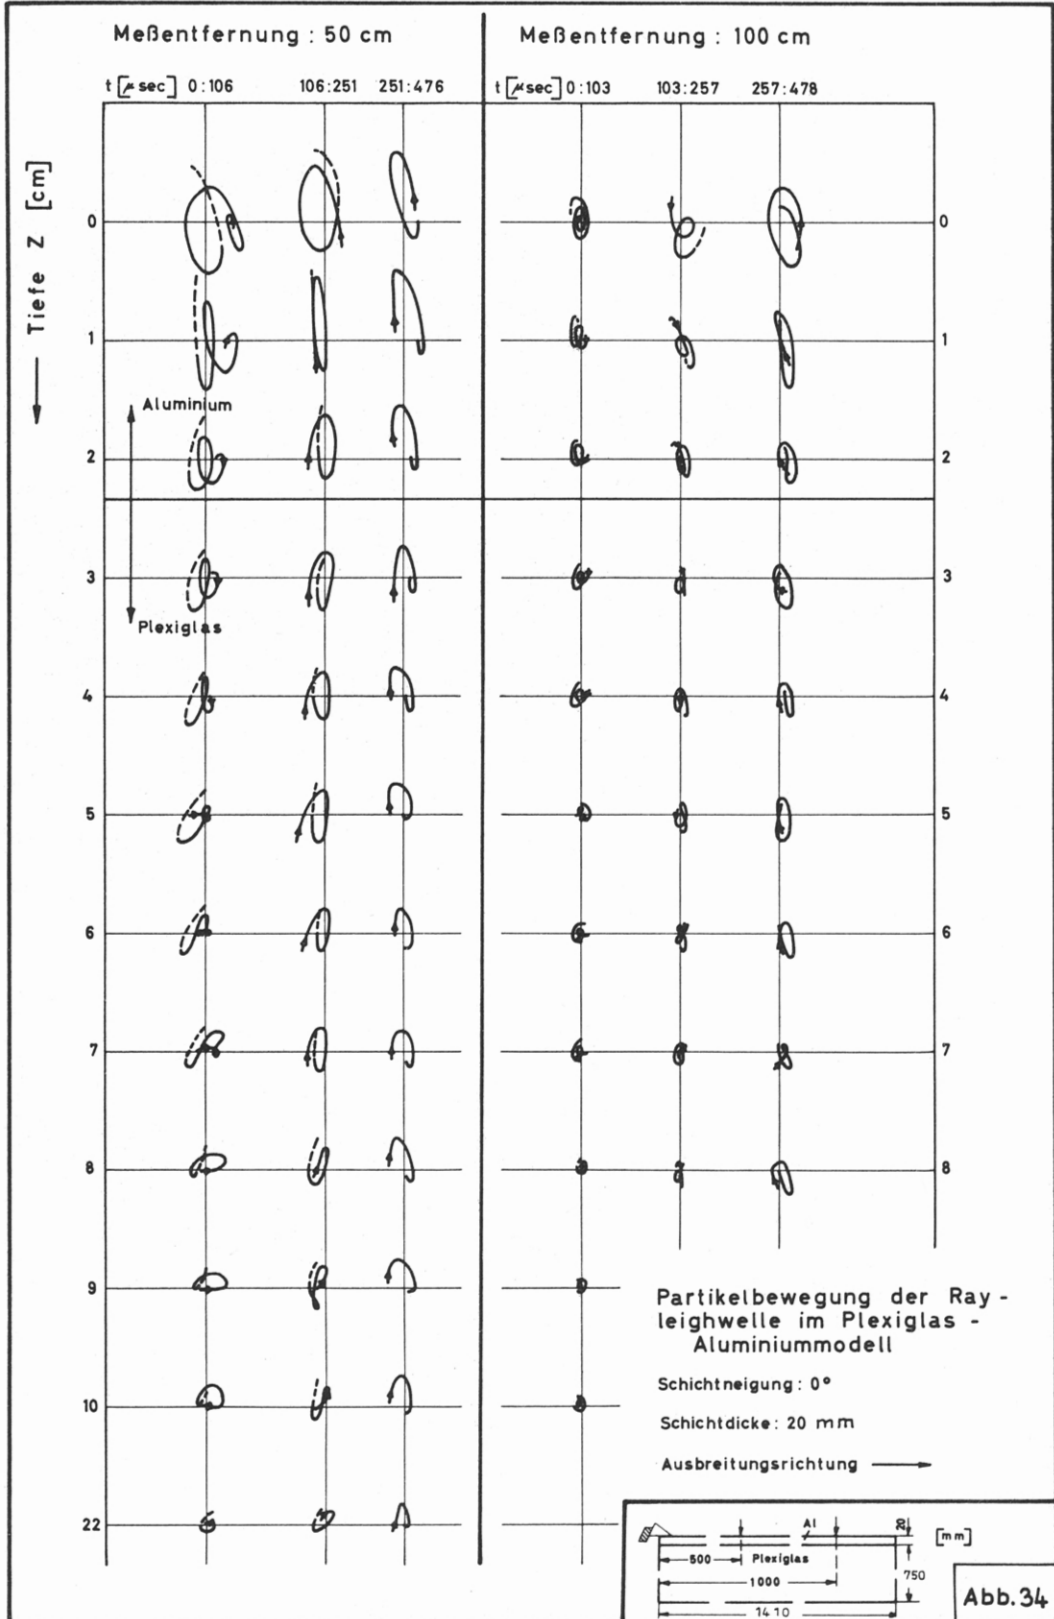 Meßentfernung : 50 cm
Meßentfernung : 100 cm
t [μsec] 0:106 106:251 251:476
t [μsec] 0:103 103:257 257:478
Tiefe Z [cm]
0 0
1 1
Aluminium
2 2
3 3
Plexiglas
4 4
5 5
6 6
7 7
8 8
9
10
22
Partikelbewegung der Ray -
leighwelle im Plexiglas -
Aluminiummodell
Schichtneigung : 0°
Schichtdicke : 20 mm
Ausbreitungsrichtung
Al
20
[mm]
500
Plexiglas
1000
750
1410
Abb. 34